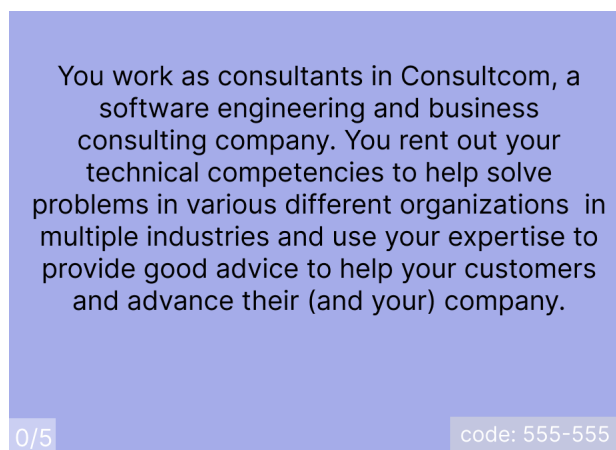 You work as consultants in Consultcom, a
software engineering and business
consulting company. You rent out your
technical competencies to help solve
problems in various different organizations  in
multiple industries and use your expertise to
provide good advice to help your customers
and advance their (and your) company.
0/5
code: 555-555